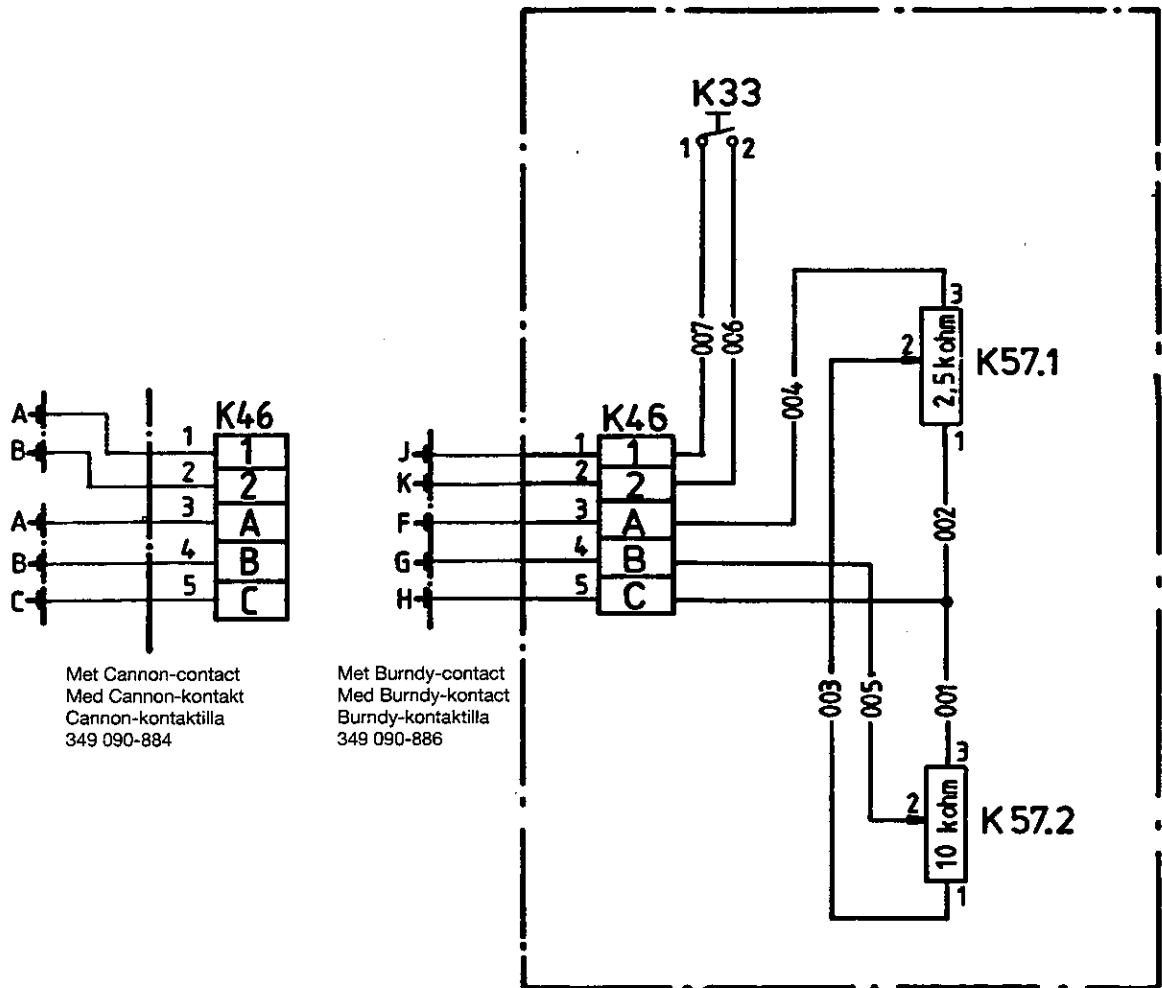 K33
1 2
007
006
3
2
2,5 kohm
K57.1
1
004
002
A
B
A
B
C
1
2
3
4
5
K46
1
2
A
B
C
J
K
F
G
H
1
2
3
4
5
K46
1
2
A
B
C
Met Cannon-contact
Med Cannon-kontakt
Cannon-kontaktilla
349 090-884
Met Burndy-contact
Med Burndy-kontact
Burndy-kontaktilla
349 090-886
003
005
001
3
2
10 kohm
K57.2
1